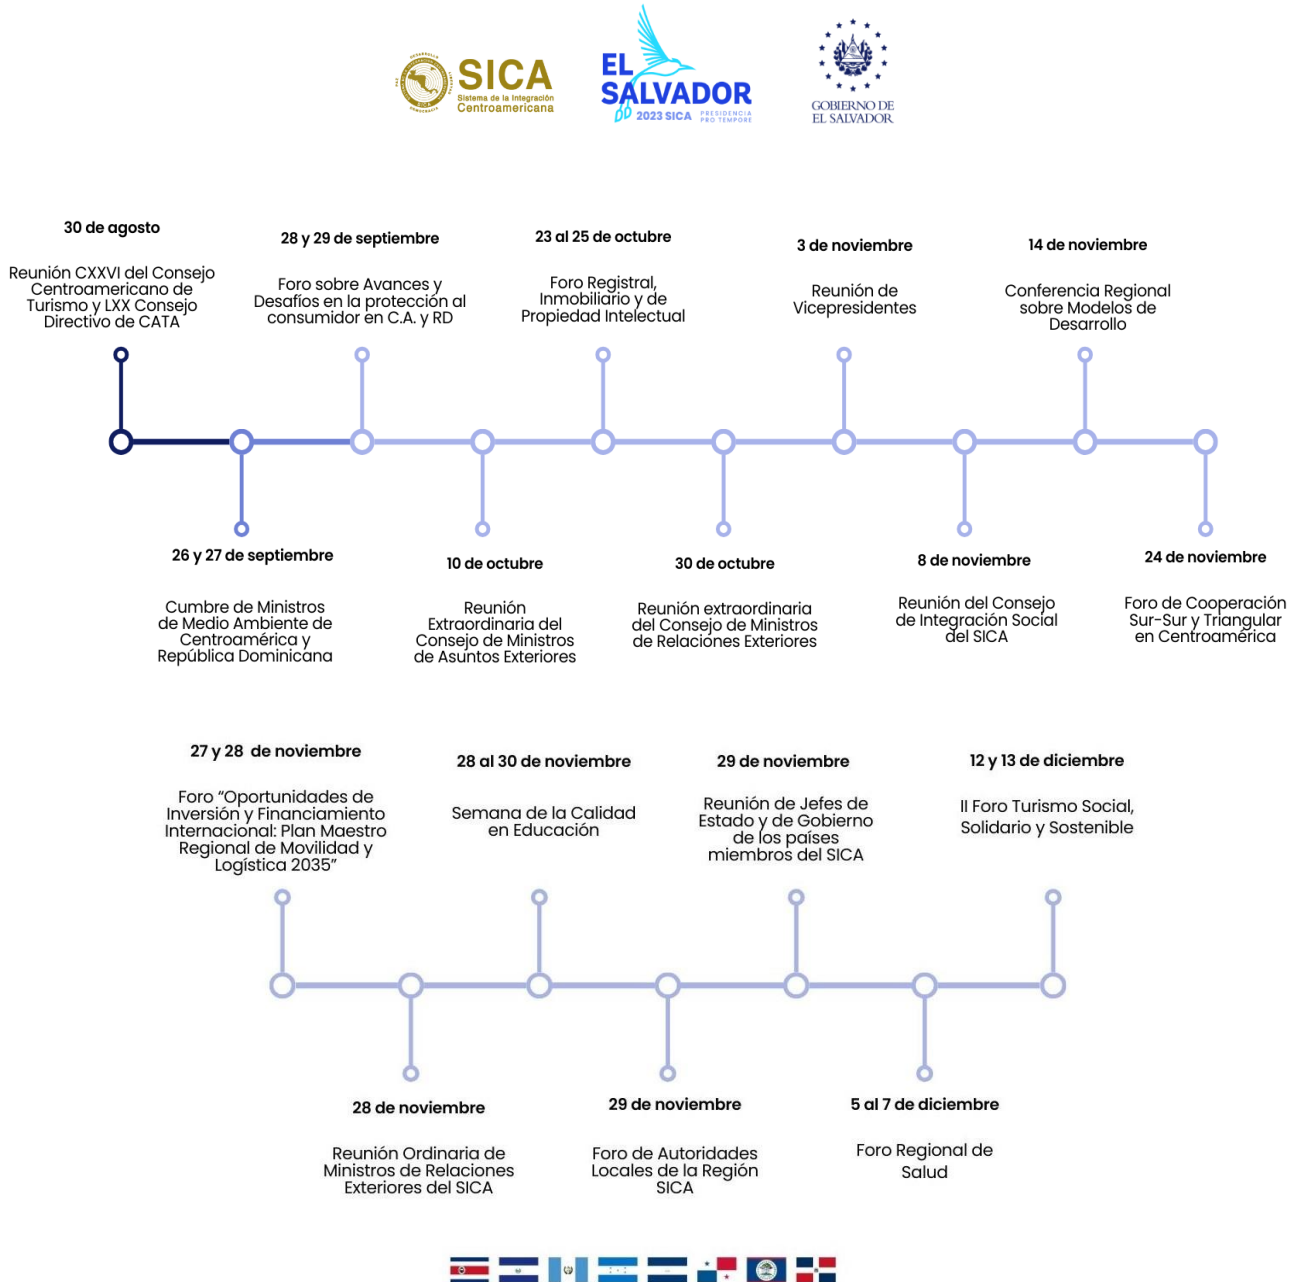 SICA
Sistema de la Integración
Centroamericana
EL
SALVADOR
2023 SICA
PRESIDENCIA
PRO TEMPORE
GOBIERNO DE
EL SALVADOR
30 de agosto
Reunión CXXVI del Consejo
Centroamericano de
Turismo y LXX Consejo
Directivo de CATA
28 y 29 de septiembre
Foro sobre Avances y
Desafíos en la protección al
consumidor en C.A. y RD
23 al 25 de octubre
Foro Registral,
Inmobiliario y de
Propiedad Intelectual
3 de noviembre
Reunión de
Vicepresidentes
14 de noviembre
Conferencia Regional
sobre Modelos de
Desarrollo
26 y 27 de septiembre
Cumbre de Ministros
de Medio Ambiente de
Centroamérica y
República Dominicana
10 de octubre
Reunión
Extraordinaria del
Consejo de Ministros
de Asuntos Exteriores
30 de octubre
Reunión extraordinaria
del Consejo de Ministros
de Relaciones Exteriores
8 de noviembre
Reunión del Consejo
de Integración Social
del SICA
24 de noviembre
Foro de Cooperación
Sur-Sur y Triangular
en Centroamérica
27 y 28 de noviembre
Foro “Oportunidades de
Inversión y Financiamiento
Internacional: Plan Maestro
Regional de Movilidad y
Logística 2035”
28 al 30 de noviembre
Semana de la Calidad
en Educación
29 de noviembre
Reunión de Jefes de
Estado y de Gobierno
de los países
miembros del SICA
12 y 13 de diciembre
II Foro Turismo Social,
Solidario y Sostenible
28 de noviembre
Reunión Ordinaria de
Ministros de Relaciones
Exteriores del SICA
29 de noviembre
Foro de Autoridades
Locales de la Región
SICA
5 al 7 de diciembre
Foro Regional de
Salud